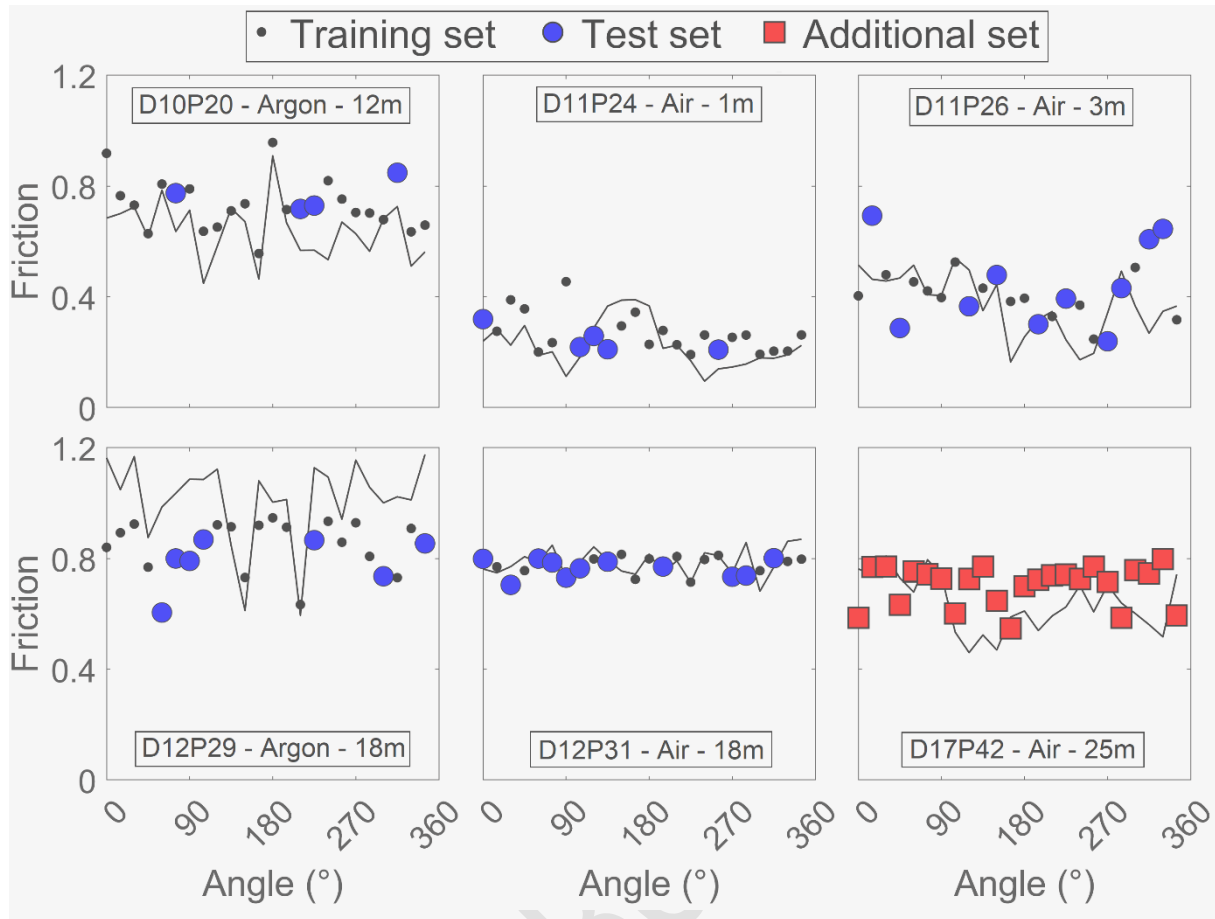 Training set Test set Additional set
1.2
0.8
0.4
0
Friction
D10P20 - Argon - 12m
D11P24 - Air - 1m
D11P26 - Air - 3m
1.2
0.8
0.4
0
Friction
D12P29 - Argon - 18m
D12P31 - Air - 18m
D17P42 - Air - 25m
0 90 180 270 360
0 90 180 270 360
0 90 180 270 360
Angle (°) Angle (°) Angle (°)